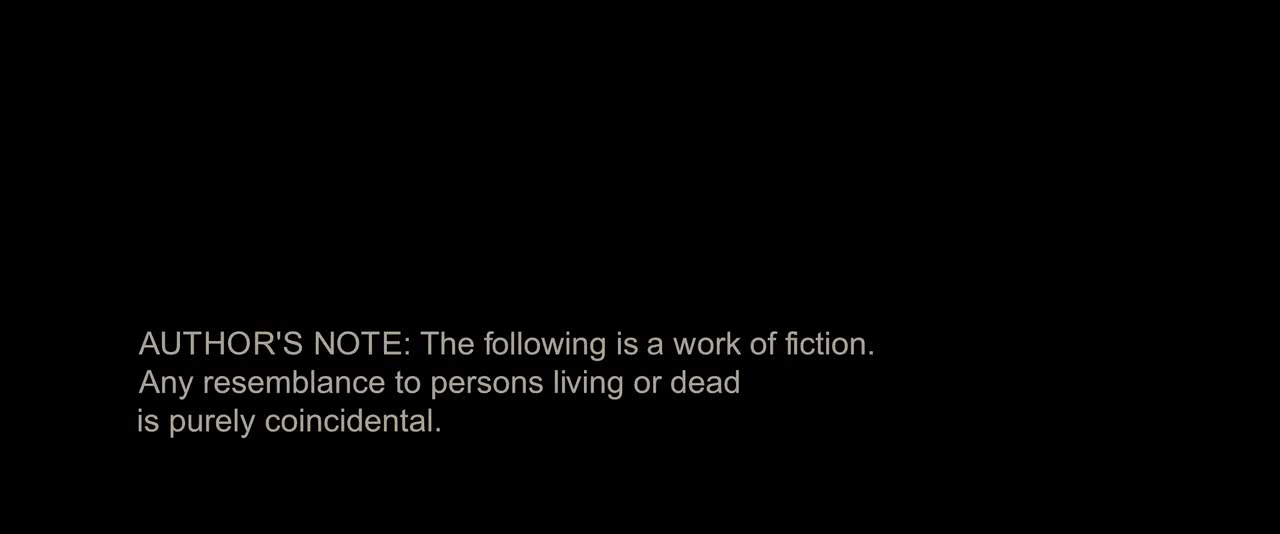 AUTHOR'S NOTE: The following is a work of fiction.
Any resemblance to persons living or dead
is purely coincidental.